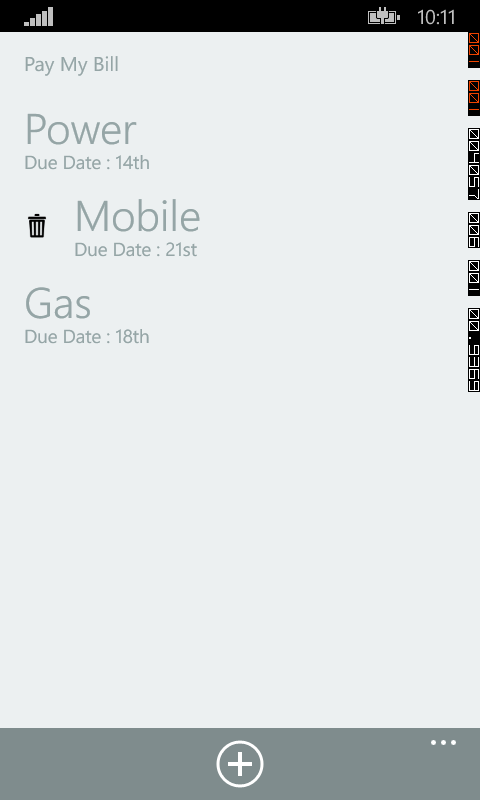 10:11
Pay My Bill
Power
Due Date : 14th
Mobile
Due Date : 21st
Gas
Due Date : 18th